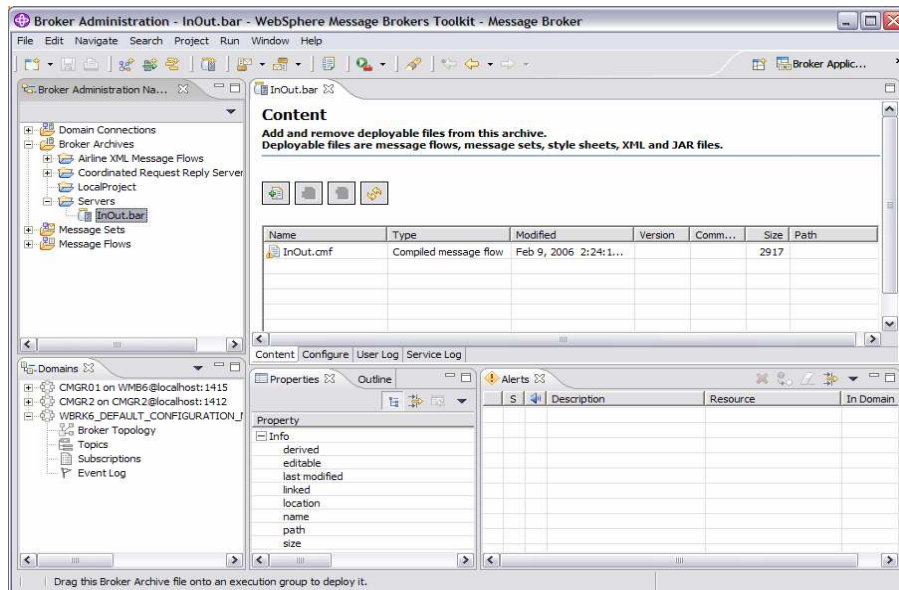 Broker Administration - InOut.bar - WebSphere Message Brokers Toolkit - Message Broker
File Edit Navigate Search Project Run Window Help
Broker Applic...
Broker Administration Na...
Domain Connections
Broker Archives
Airline XML Message Flows
Coordinated Request Reply Server
LocalProject
Servers
InOut.bar
Message Sets
Message Flows
InOut.bar
Content
Add and remove deployable files from this archive.
Deployable files are message flows, message sets, style sheets, XML and JAR files.
Name Type Modified Version Comm... Size Path
InOut.cmf Compiled message flow Feb 9, 2006 2:24:1... 2917
Content Configure User Log Service Log
Domains
CMGR01 on WMB6@localhost:1415
CMGR2 on CMGR2@localhost:1412
WBRK6_DEFAULT_CONFIGURATION_
Broker Topology
Topics
Subscriptions
Event Log
Properties Outline
Property
Info
derived
editable
last modified
linked
location
name
path
size
Alerts
S Description Resource In Domain
Drag this Broker Archive file onto an execution group to deploy it.